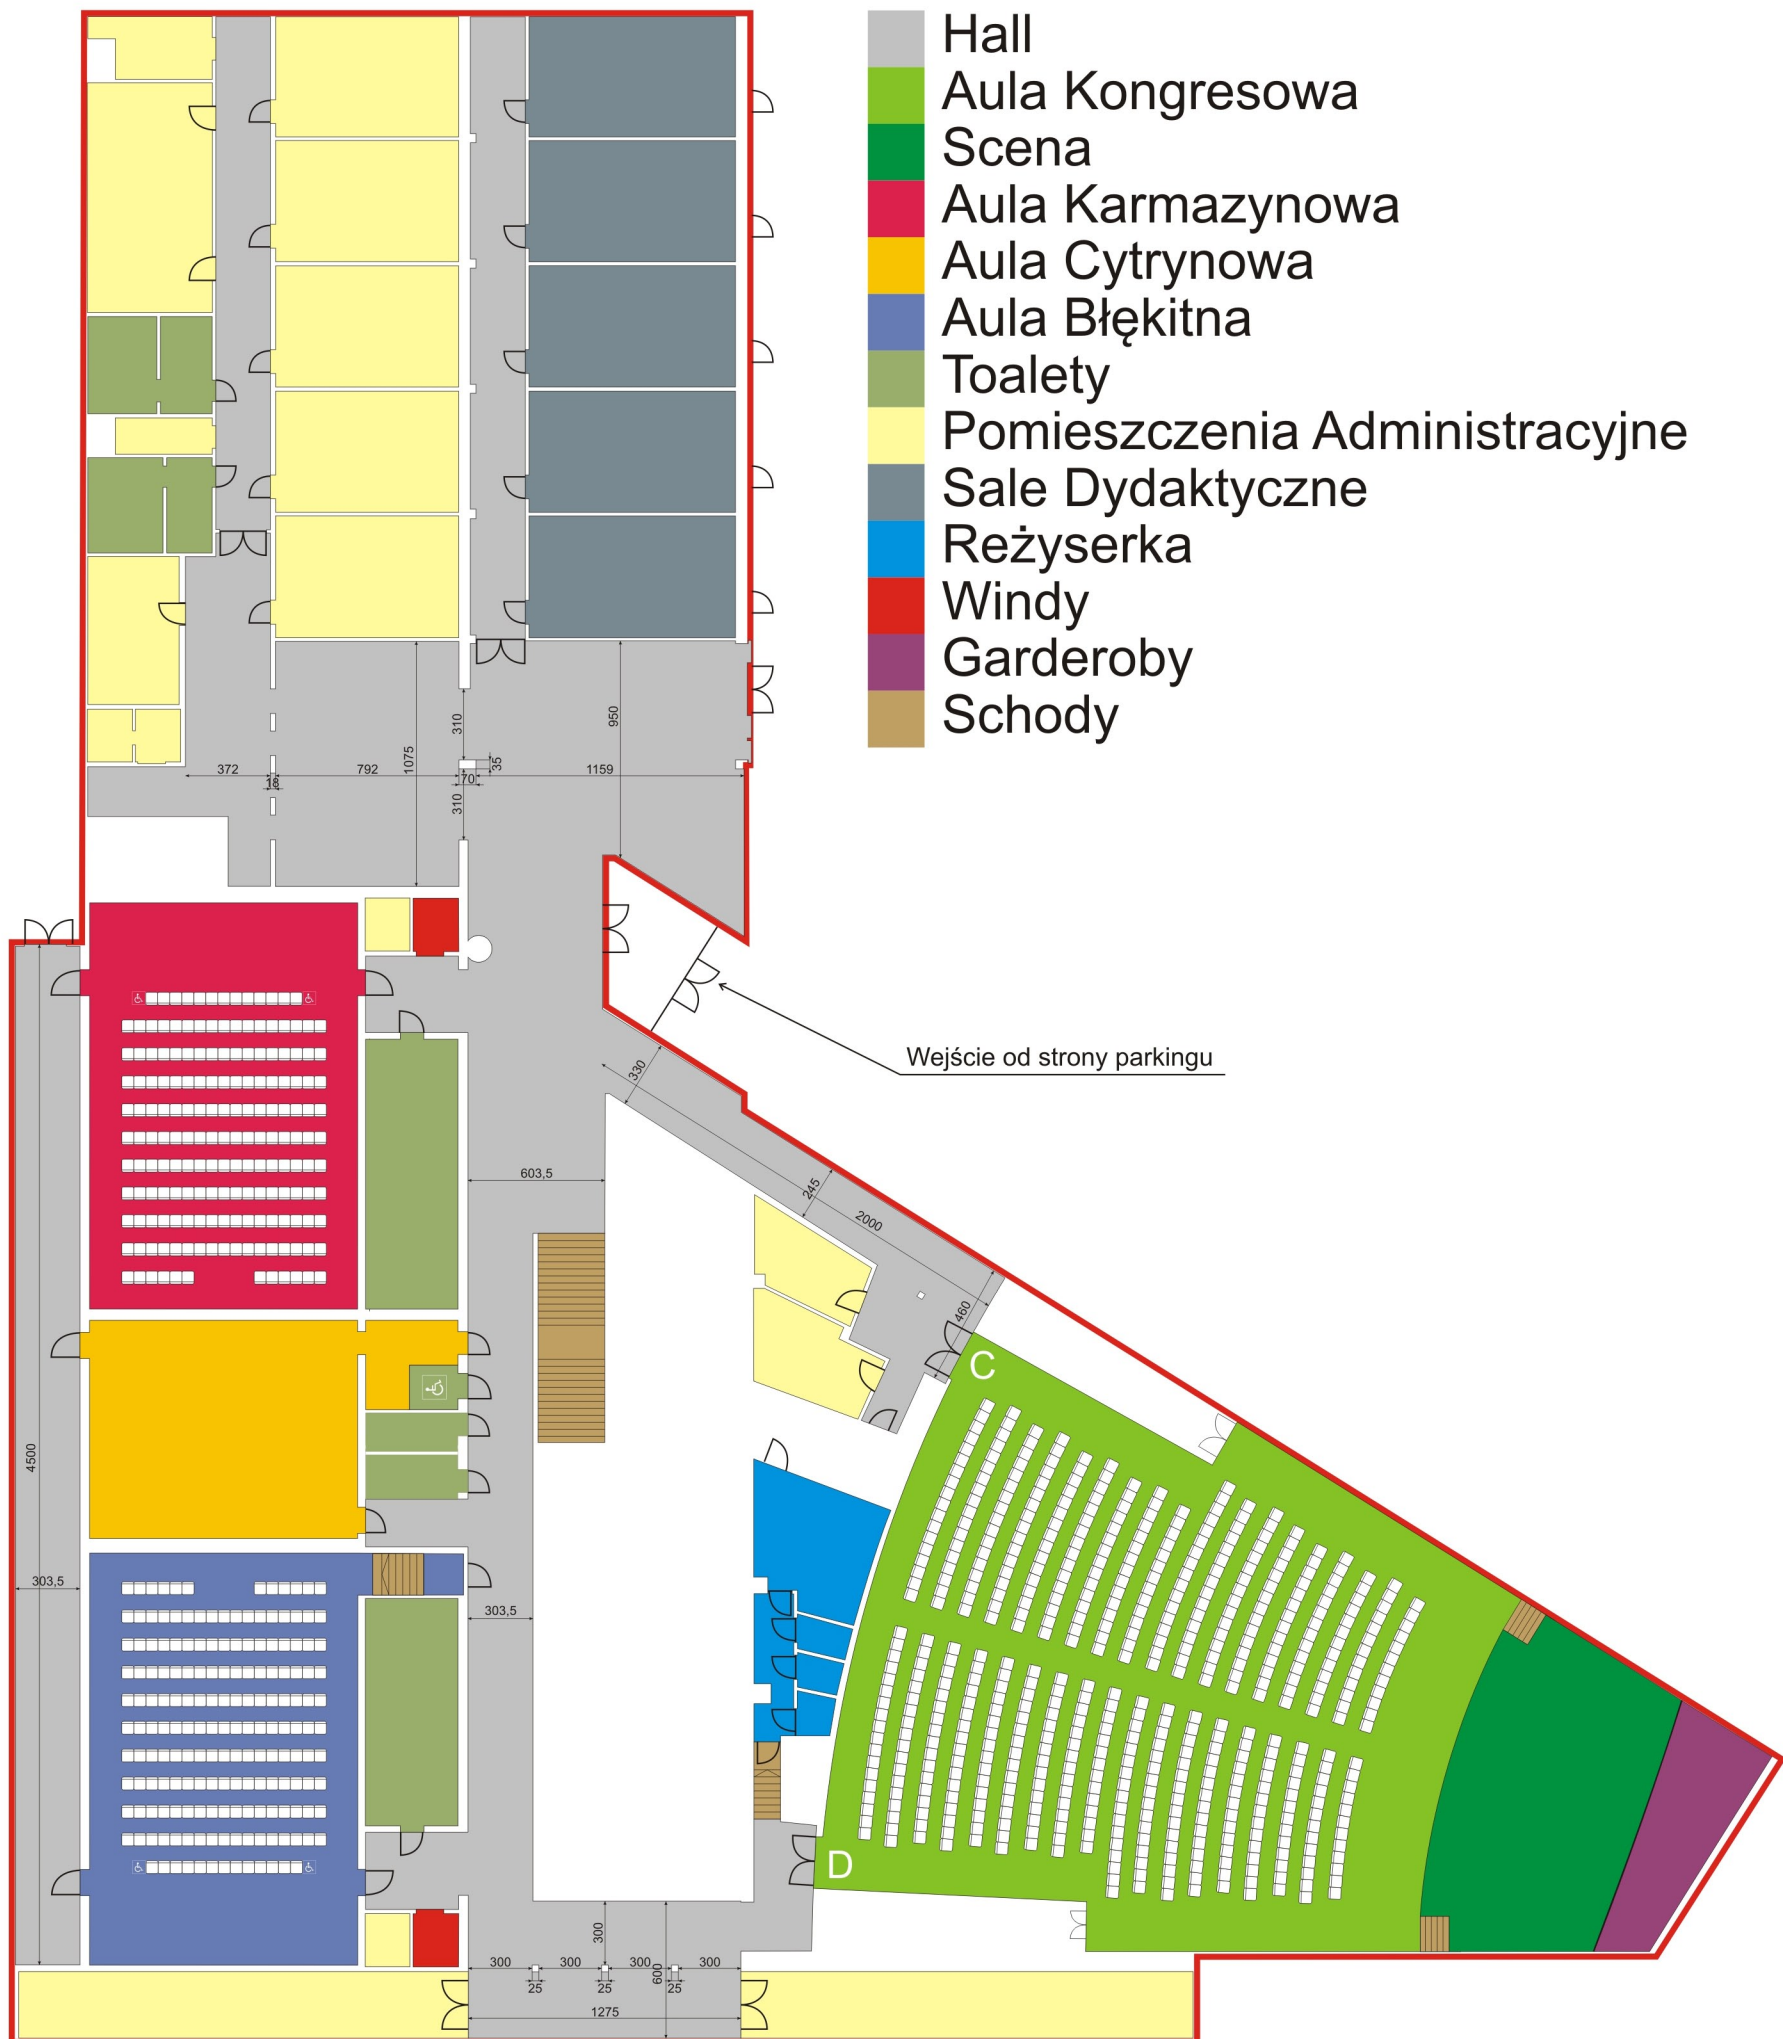 Hall
Aula Kongresowa
Scena
Aula Karmazynowa
Aula Cytrynowa
Aula Błękitna
Toalety
Pomieszczenia Administracyjne
Sale Dydaktyczne
Reżyserka
Windy
Garderoby
Schody
310
1075
950
35
372
18
792
70
1159
310
Wejście od strony parkingu
330
603,5
245
2000
460
C
4500
303,5
303,5
D
300
300
300
300
300
600
25
25
25
1275